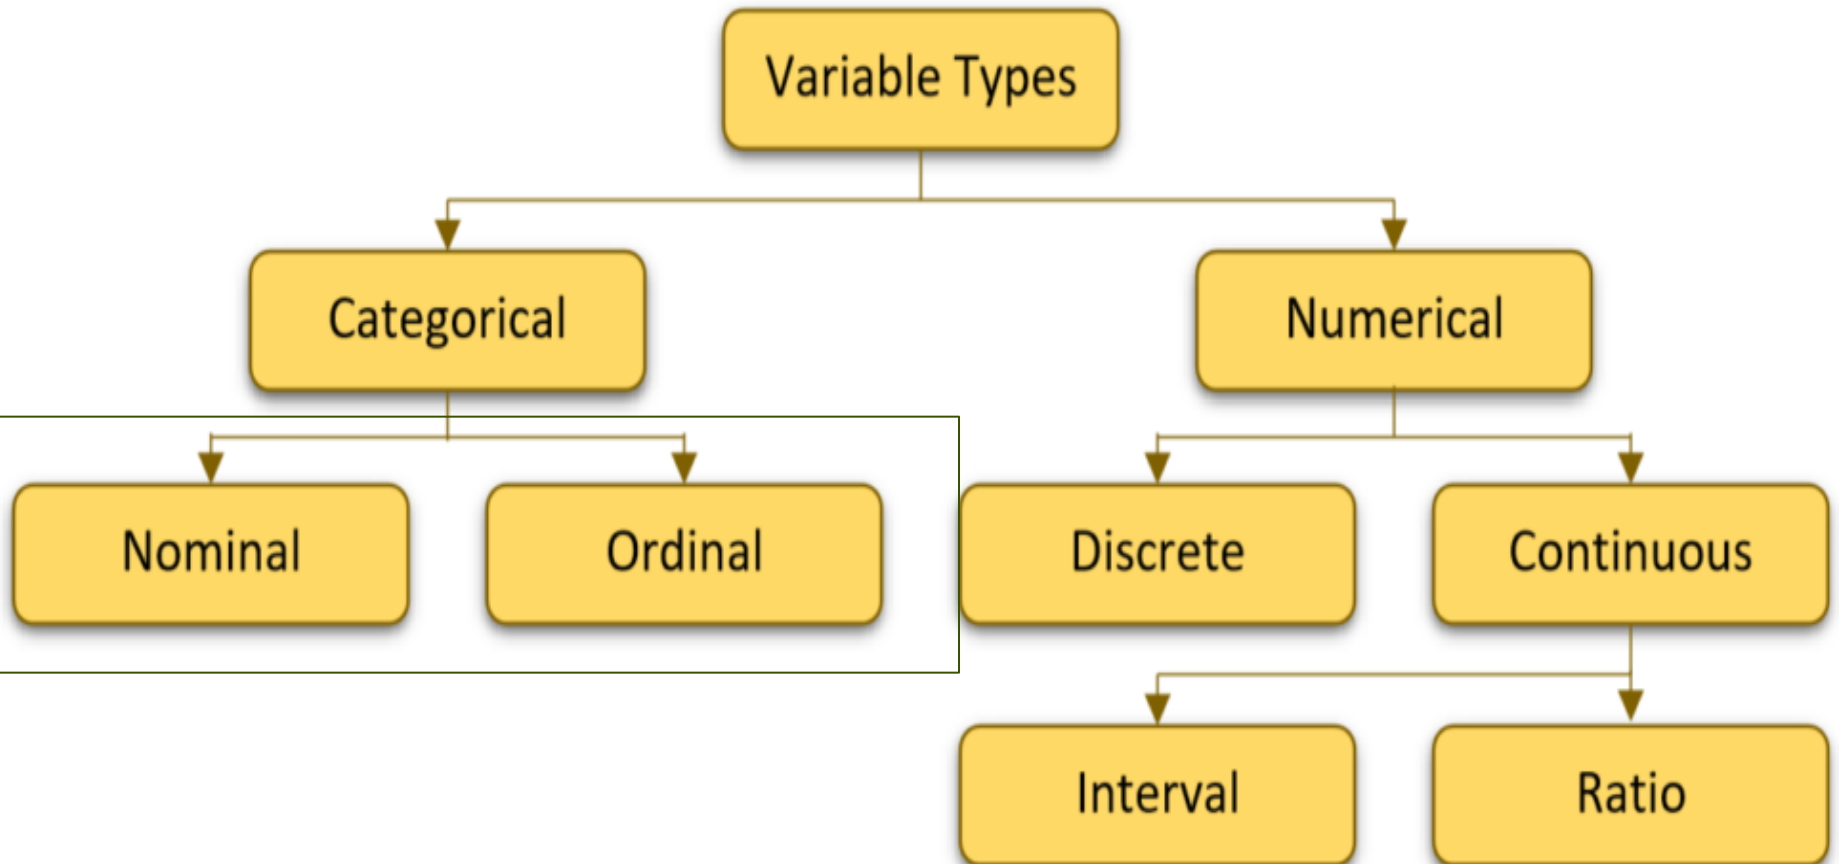 Variable Types
Categorical
Numerical
Nominal
Ordinal
Discrete
Continuous
Interval
Ratio